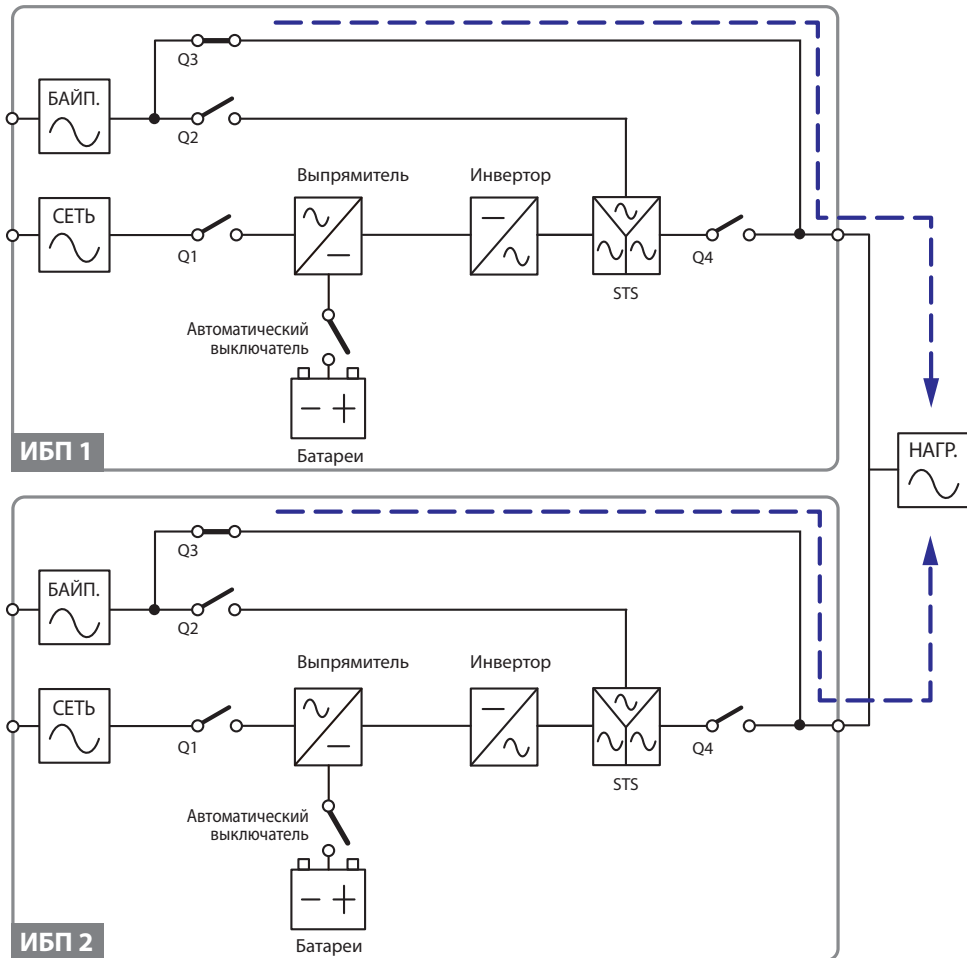 Q3
БАЙП.
Q2
Выпрямитель
Инвертор
СЕТЬ
Q1
Q4
STS
Автоматический
выключатель
Батареи
ИБП 1
НАГР.
Q3
БАЙП.
Q2
Выпрямитель
Инвертор
СЕТЬ
Q1
Q4
STS
Автоматический
выключатель
Батареи
ИБП 2